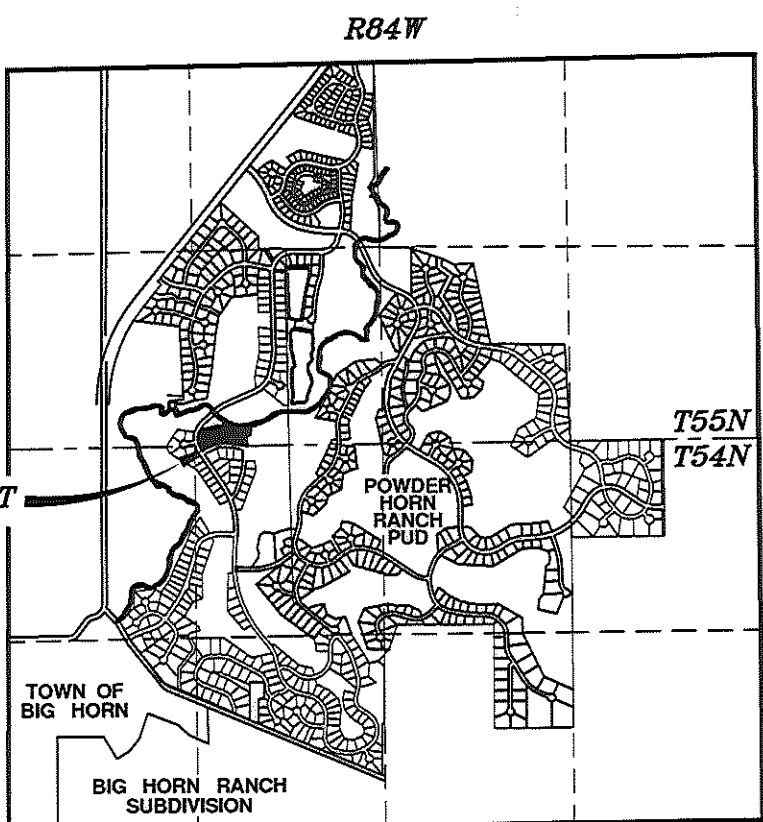 R84W
T55N
T54N
T
POWDER
HORN
RANCH
PUD
TOWN OF
BIG HORN
BIG HORN RANCH
SUBDIVISION